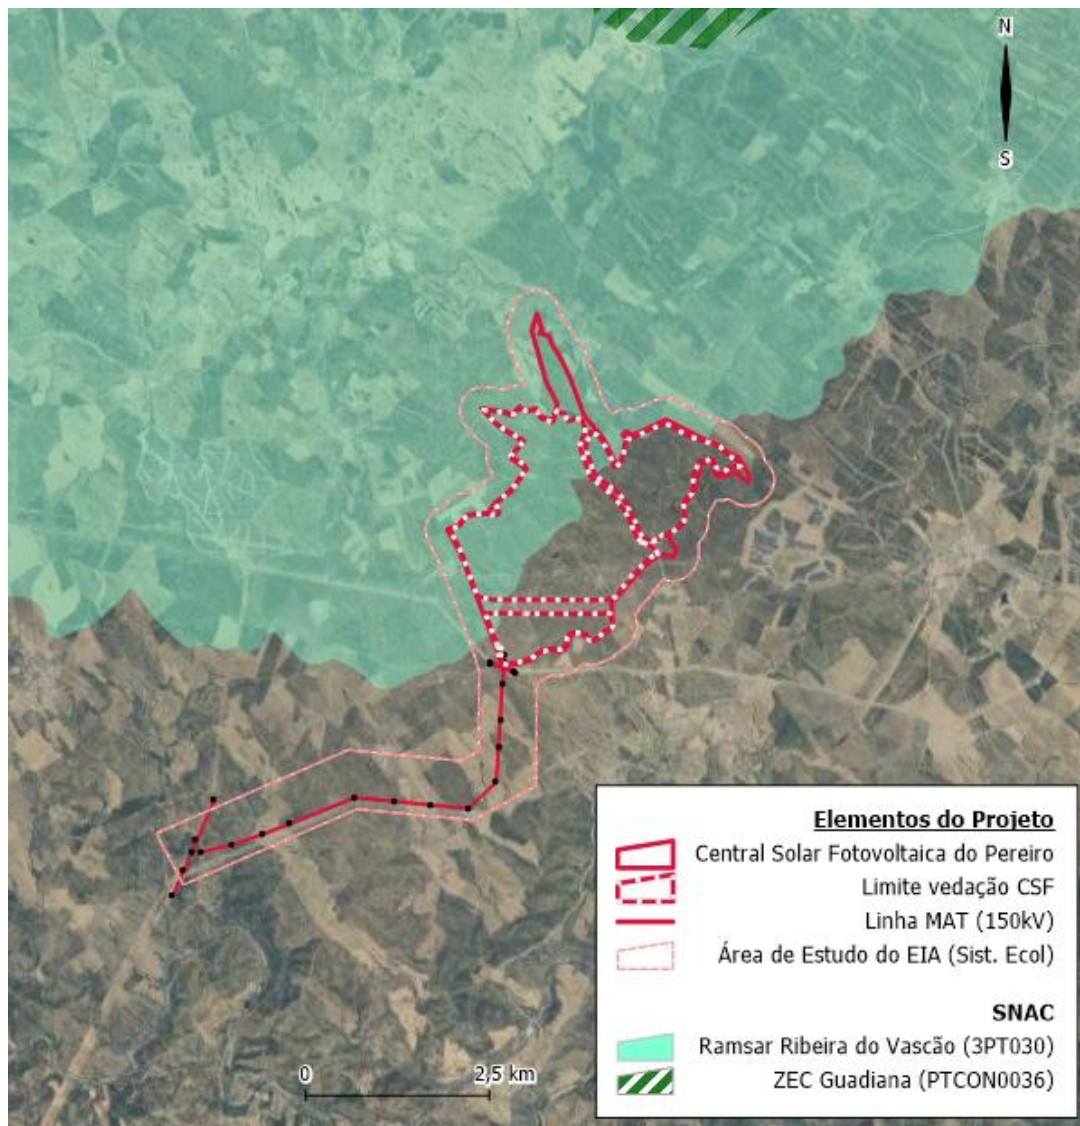 N
S
0 2,5 km
Elementos do Projeto
Central Solar Fotovoltaica do Pereiro
Limite vedação CSF
Linha MAT (150kV)
Área de Estudo do EIA (Sist. Ecol)
SNAC
Ramsar Ribeira do Vascão (3PT030)
ZEC Guadiana (PTCON0036)